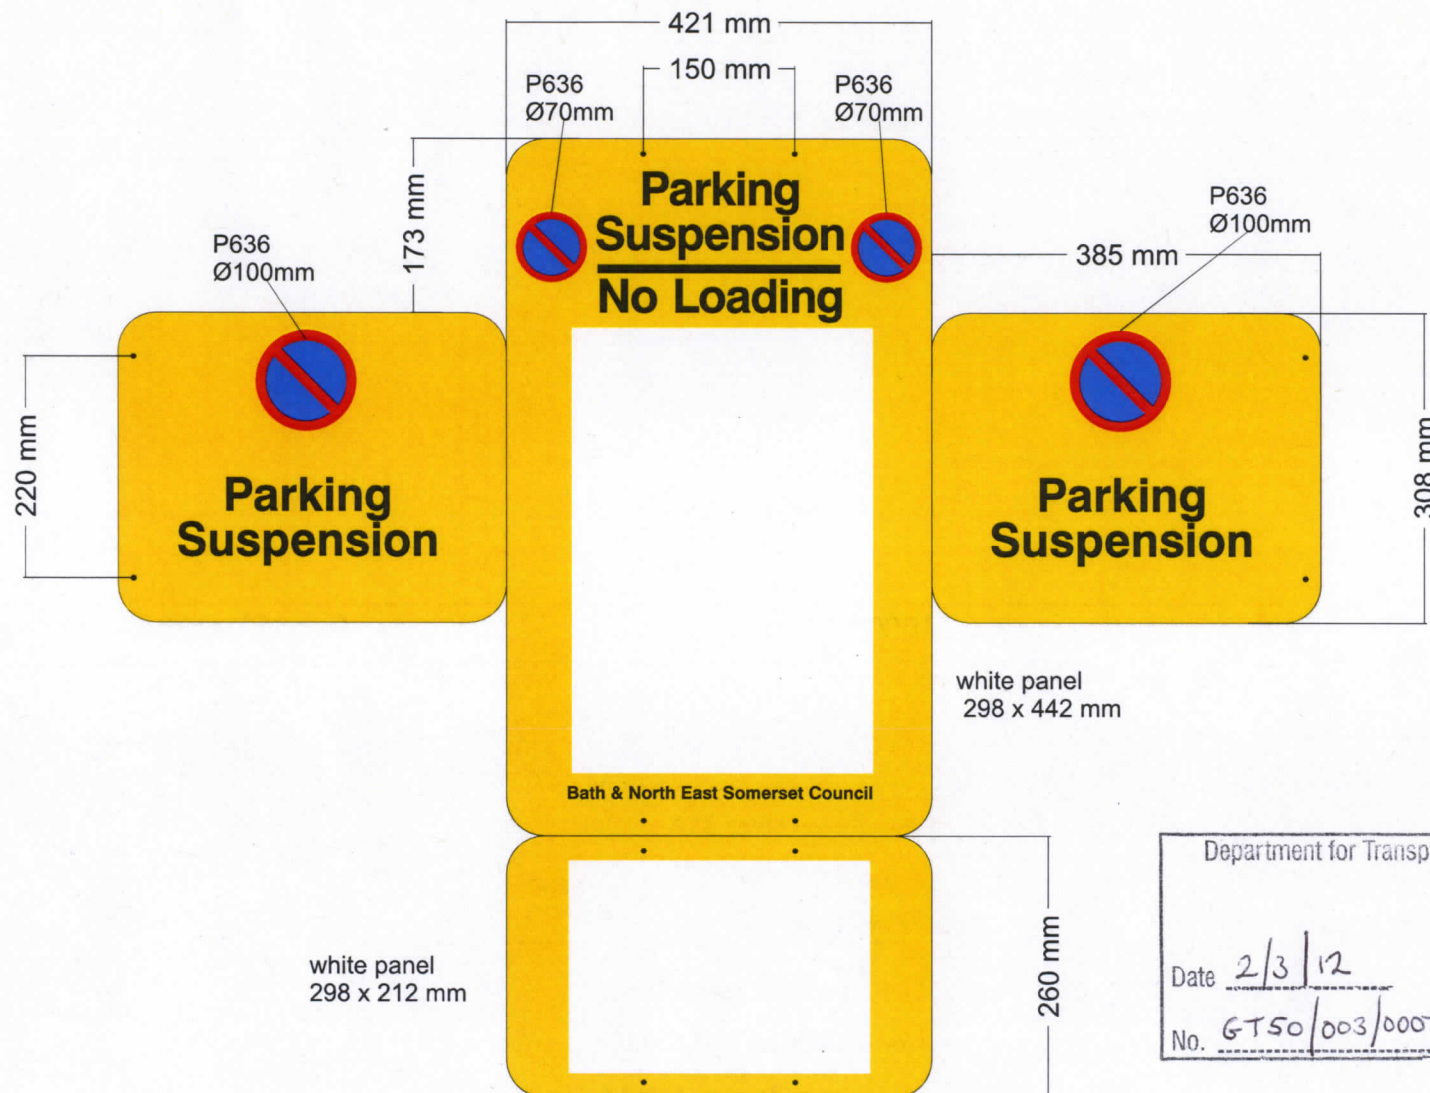 421 mm
150 mm
P636
Ø70mm
P636
Ø70mm
173 mm
Parking
Suspension
No Loading
P636
Ø100mm
385 mm
P636
Ø100mm
220 mm
Parking
Suspension
Parking
Suspension
308 mm
white panel
298 x 442 mm
Bath & North East Somerset Council
white panel
298 x 212 mm
260 mm
Department for Transp
Date 2/3/12
No. GT50/003/000